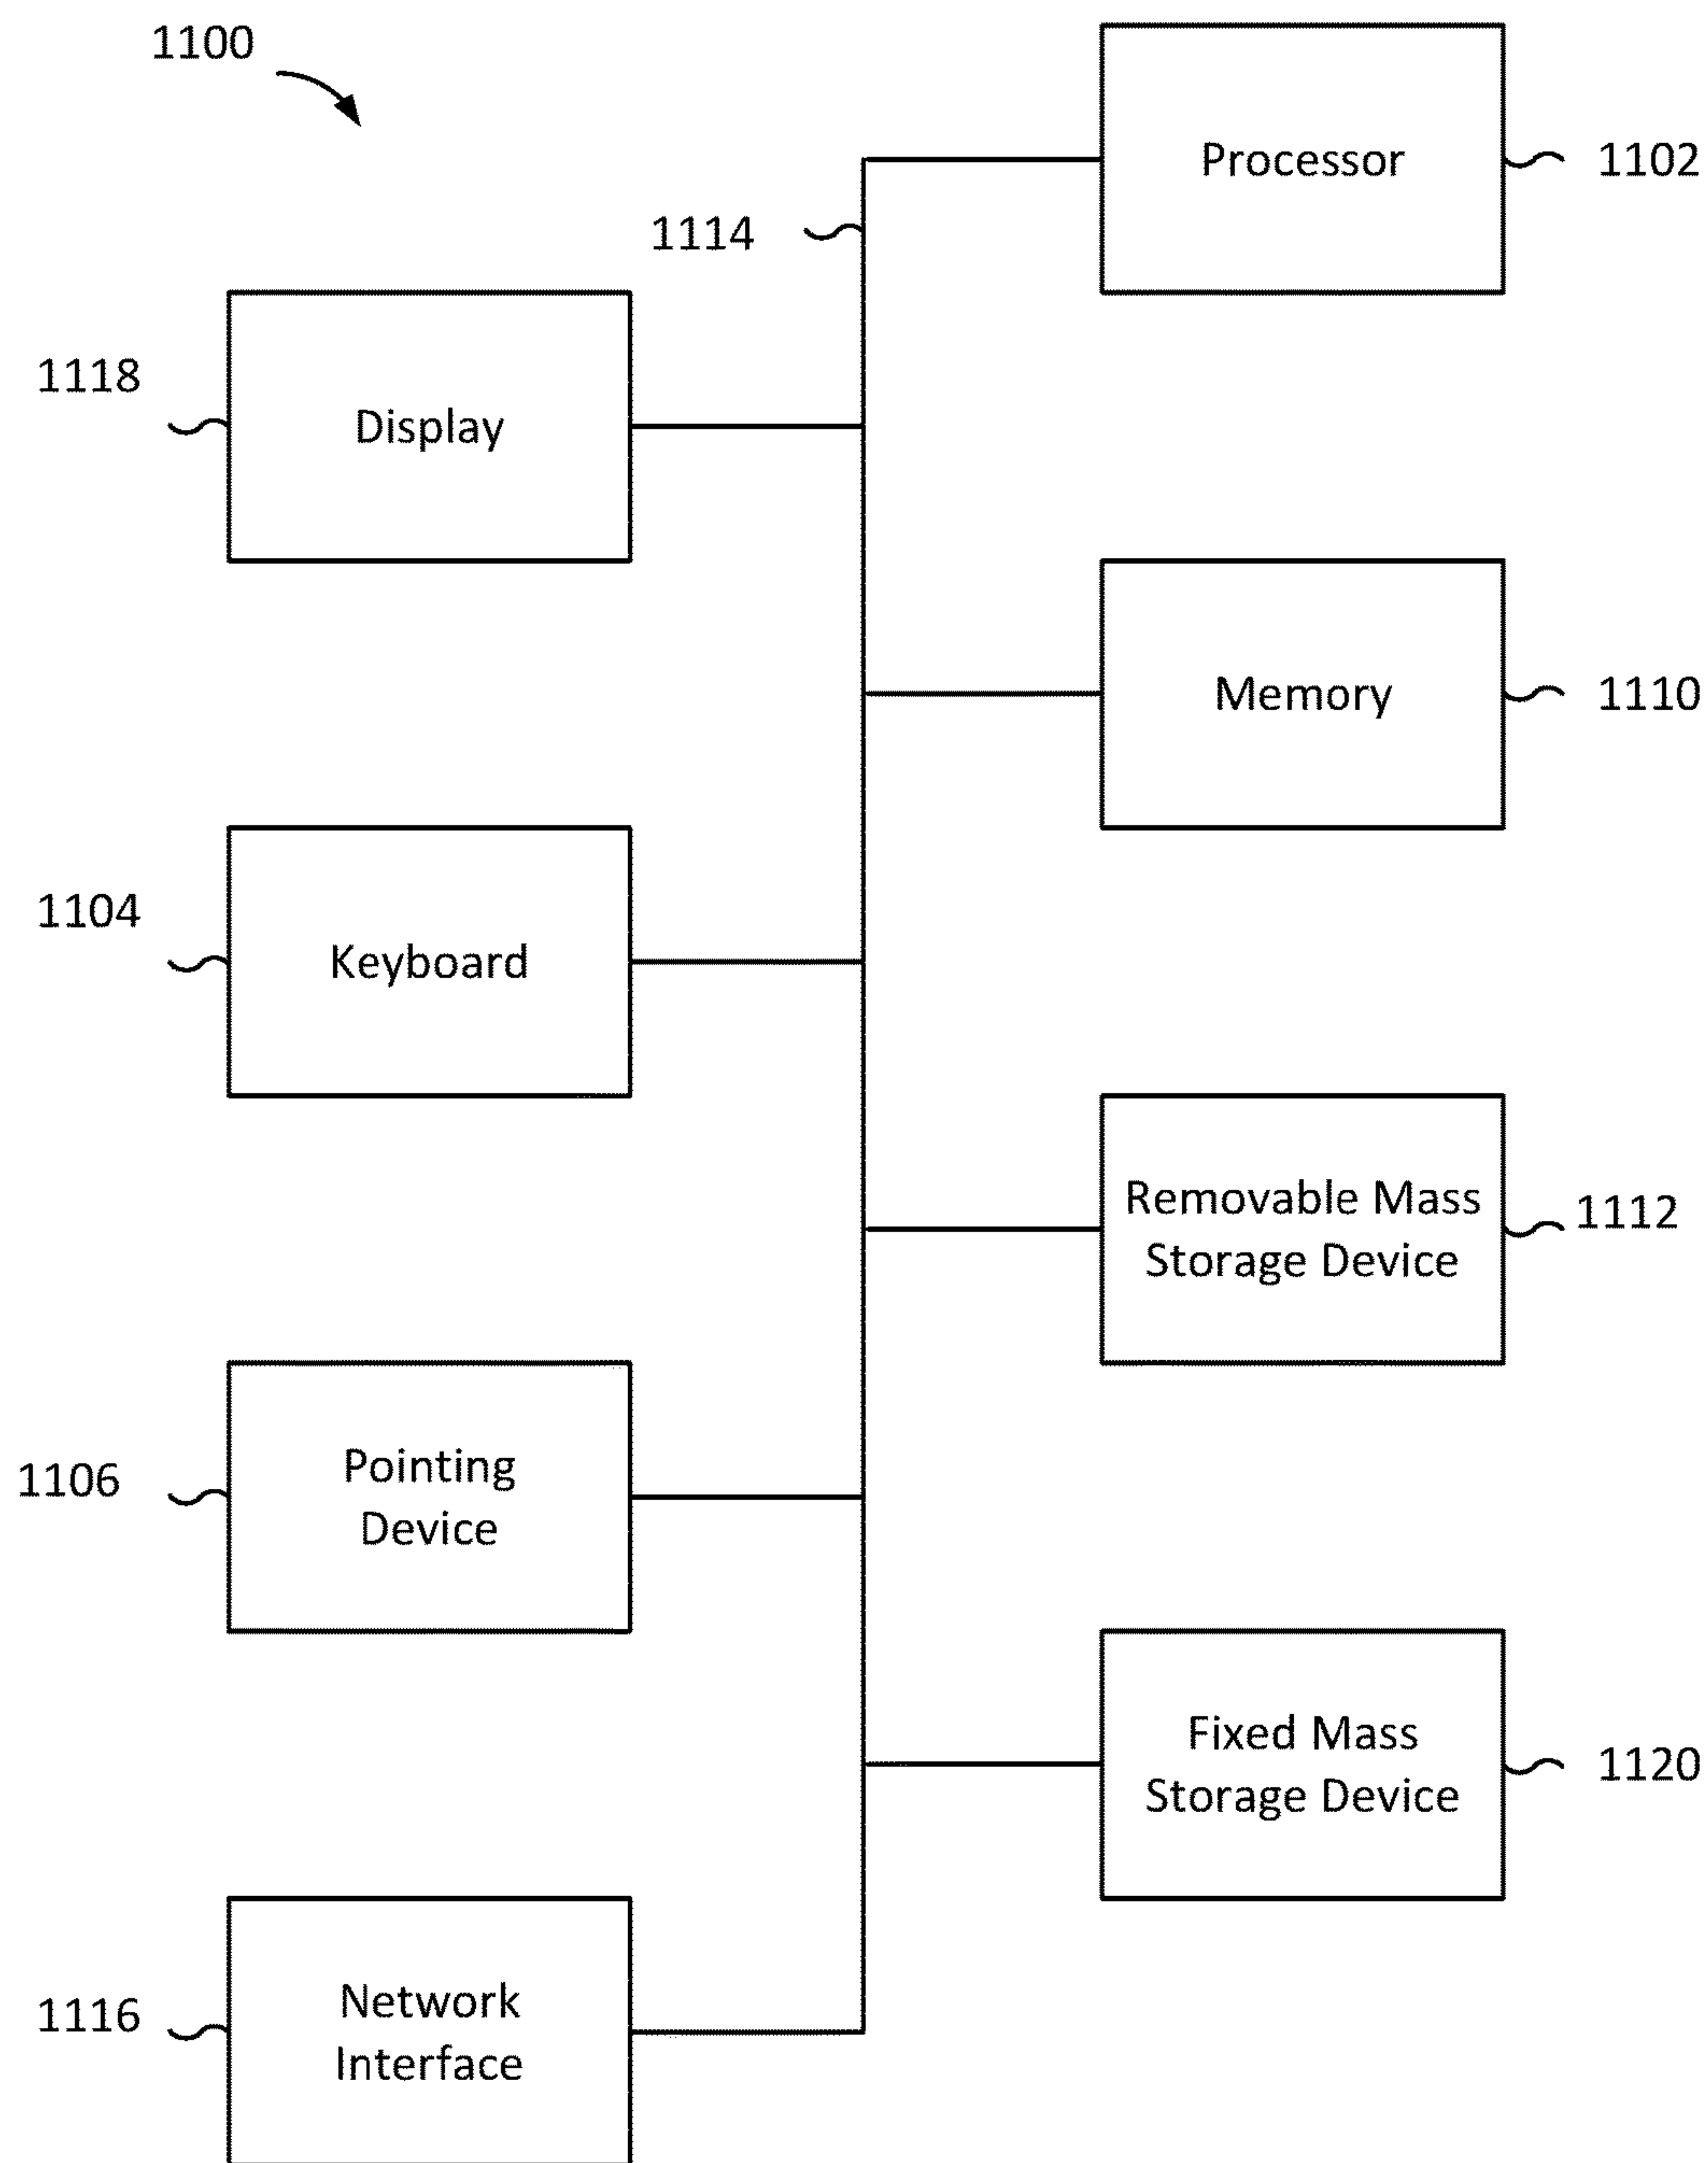 1100
Processor
1102
1114
1118
Display
Memory
1110
1104
Keyboard
Removable Mass
Storage Device
1112
1106
Pointing
Device
Fixed Mass
Storage Device
1120
1116
Network
Interface